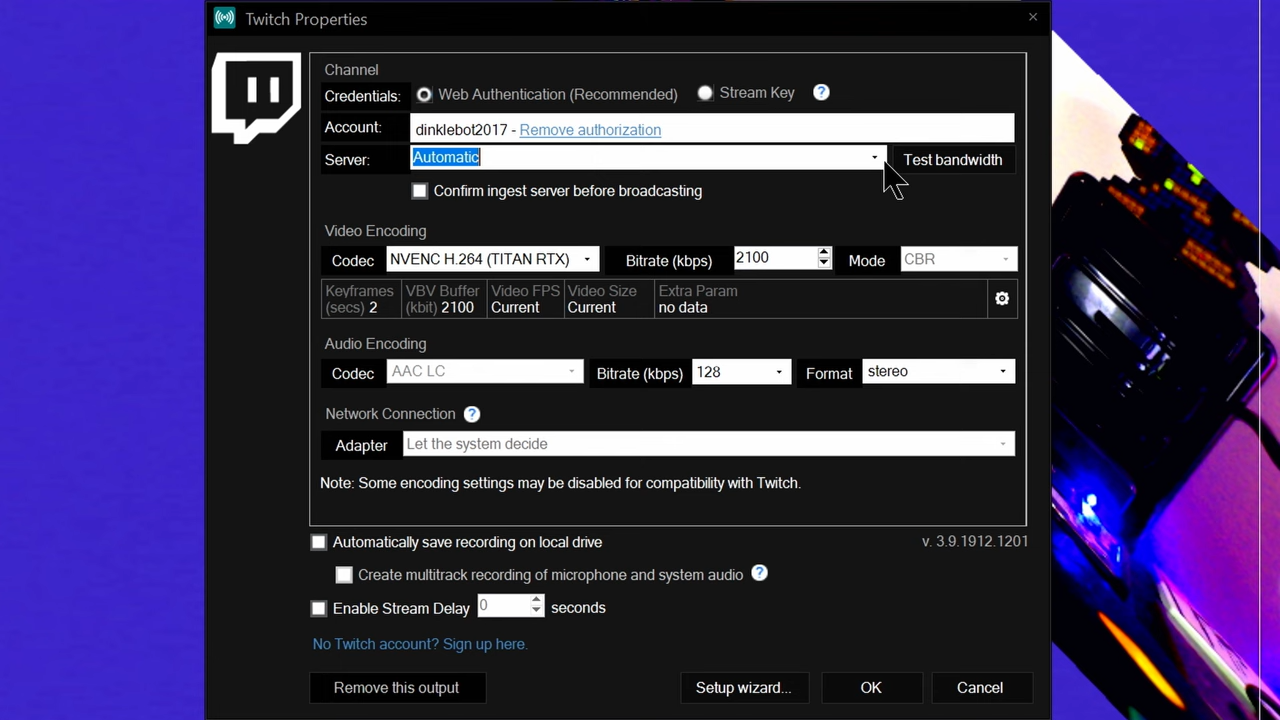 Twitch Properties
Channel
Credentials: Web Authentication (Recommended) Stream Key ?
Account: dinklebot2017 - Remove authorization
Server: Automatic Test bandwidth
Confirm ingest server before broadcasting
Video Encoding
Codec NVENC H.264 (TITAN RTX) Bitrate (kbps) 2100 Mode CBR
Keyframes VBV Buffer Video FPS Video Size Extra Param
(secs) 2 (kbit) 2100 Current Current no data
Audio Encoding
Codec AAC LC Bitrate (kbps) 128 Format stereo
Network Connection ?
Adapter Let the system decide
Note: Some encoding settings may be disabled for compatibility with Twitch.
Automatically save recording on local drive v. 3.9.1912.1201
Create multitrack recording of microphone and system audio ?
Enable Stream Delay 0 seconds
No Twitch account? Sign up here.
Remove this output Setup wizard... OK Cancel